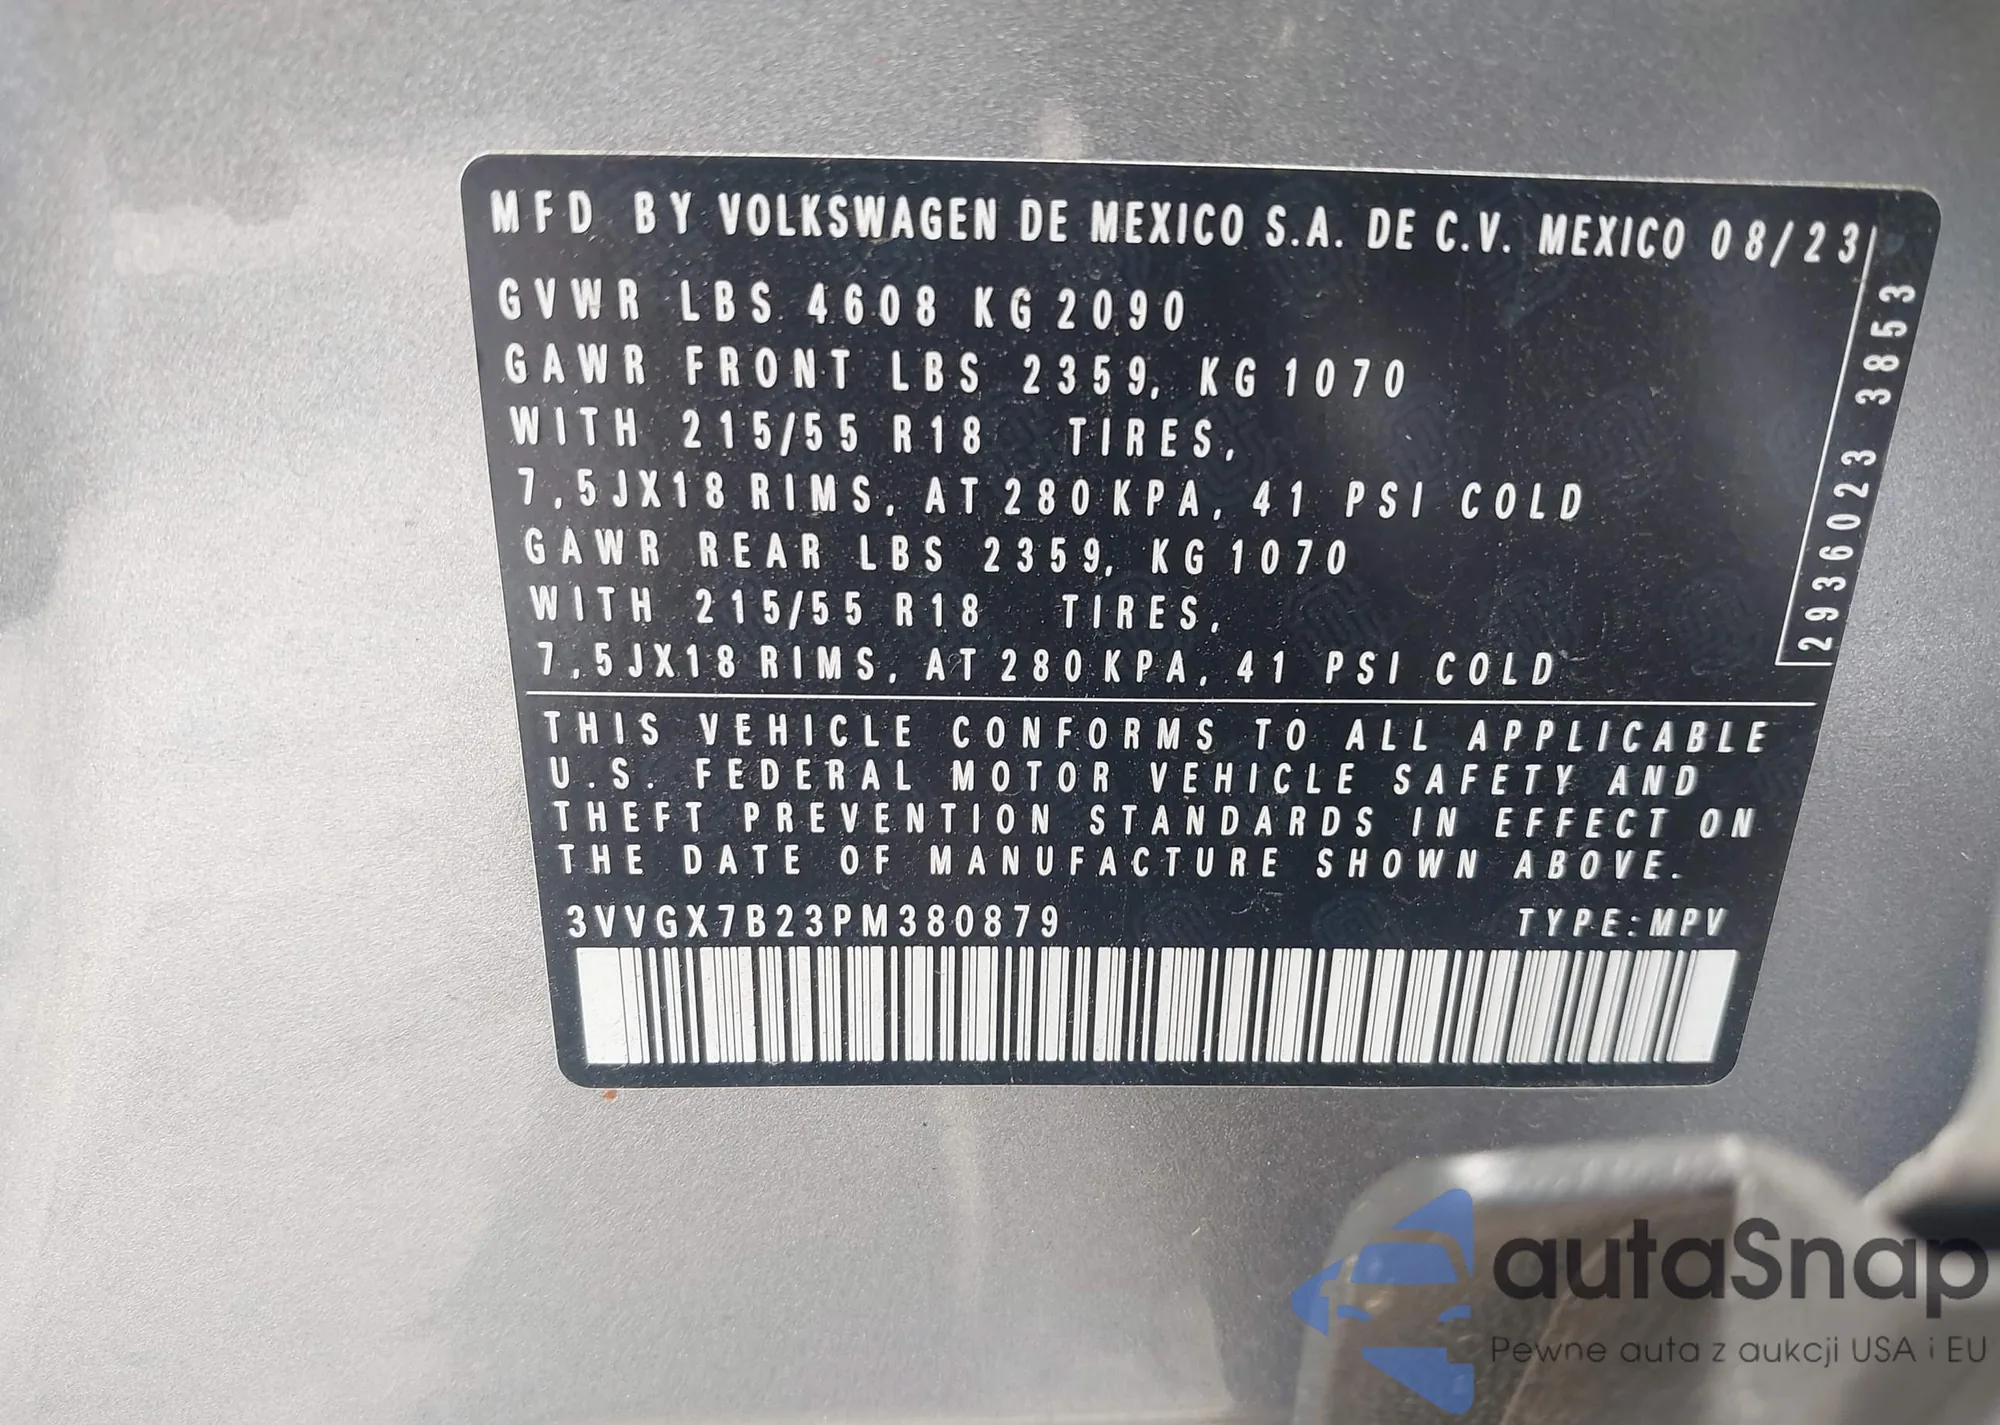 MFD BY VOLKSWAGEN DE MEXICO S.A. DE C.V. MEXICO 08/23
GVWR LBS 4608 KG 2090
GAWR FRONT LBS 2359, KG 1070
WITH 215/55 R18 TIRES,
7,5JX18 RIMS, AT 280 KPA, 41 PSI COLD
GAWR REAR LBS 2359, KG 1070
WITH 215/55 R18 TIRES,
7,5JX18 RIMS, AT 280 KPA, 41 PSI COLD
2936023 3853
THIS VEHICLE CONFORMS TO ALL APPLICABLE
U.S. FEDERAL MOTOR VEHICLE SAFETY AND
THEFT PREVENTION STANDARDS IN EFFECT ON
THE DATE OF MANUFACTURE SHOWN ABOVE.
3VVGX7B23PM380879 TYPE: MPV
autaSnap
Pewne auta z aukcji USA i EU